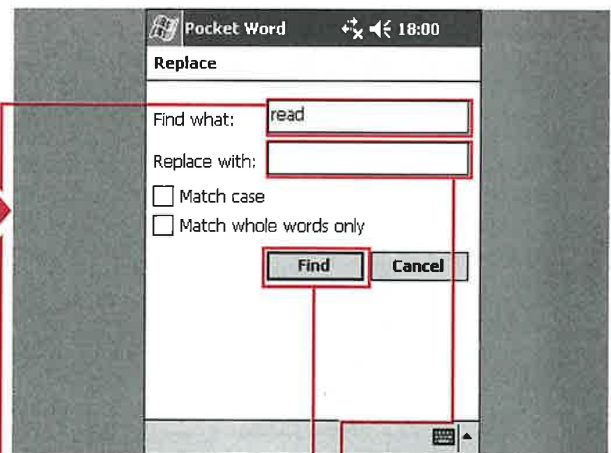 Pocket Word 18:00
Replace
Find what: read
Replace with:
Match case
Match whole words only
Find Cancel